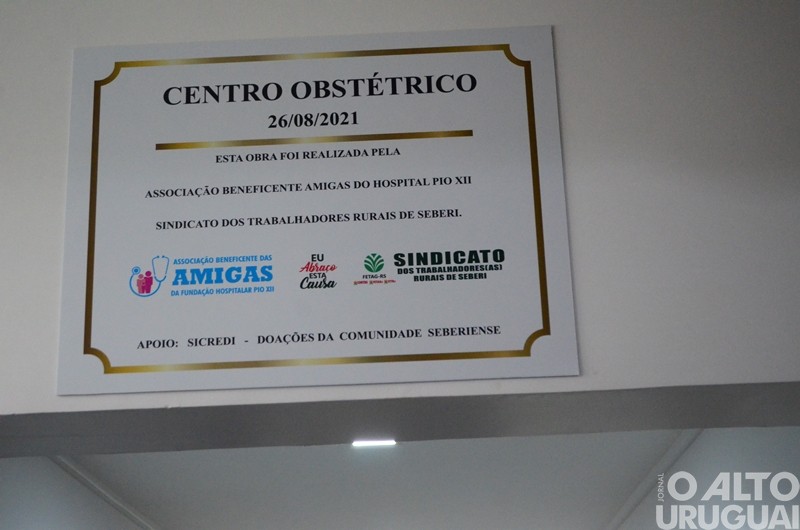 CENTRO OBSTÉTRICO
26/08/2021
ESTA OBRA FOI REALIZADA PELA
ASSOCIAÇÃO BENEFICENTE AMIGAS DO HOSPITAL PIO XII
SINDICATO DOS TRABALHADORES RURAIS DE SEBERI.
ASSOCIAÇÃO BENEFICENTE DAS
AMIGAS
DA FUNDAÇÃO HOSPITALAR PIO XII
EU
Abraço
ESTA
Causa
FETAG-RS
SINDICATO
DOS TRABALHADORES(AS)
RURAIS DE SEBERI
APOIO: SICREDI - DOAÇÕES DA COMUNIDADE SEBERIENSE
JORNAL
O ALTO
URUGUAI